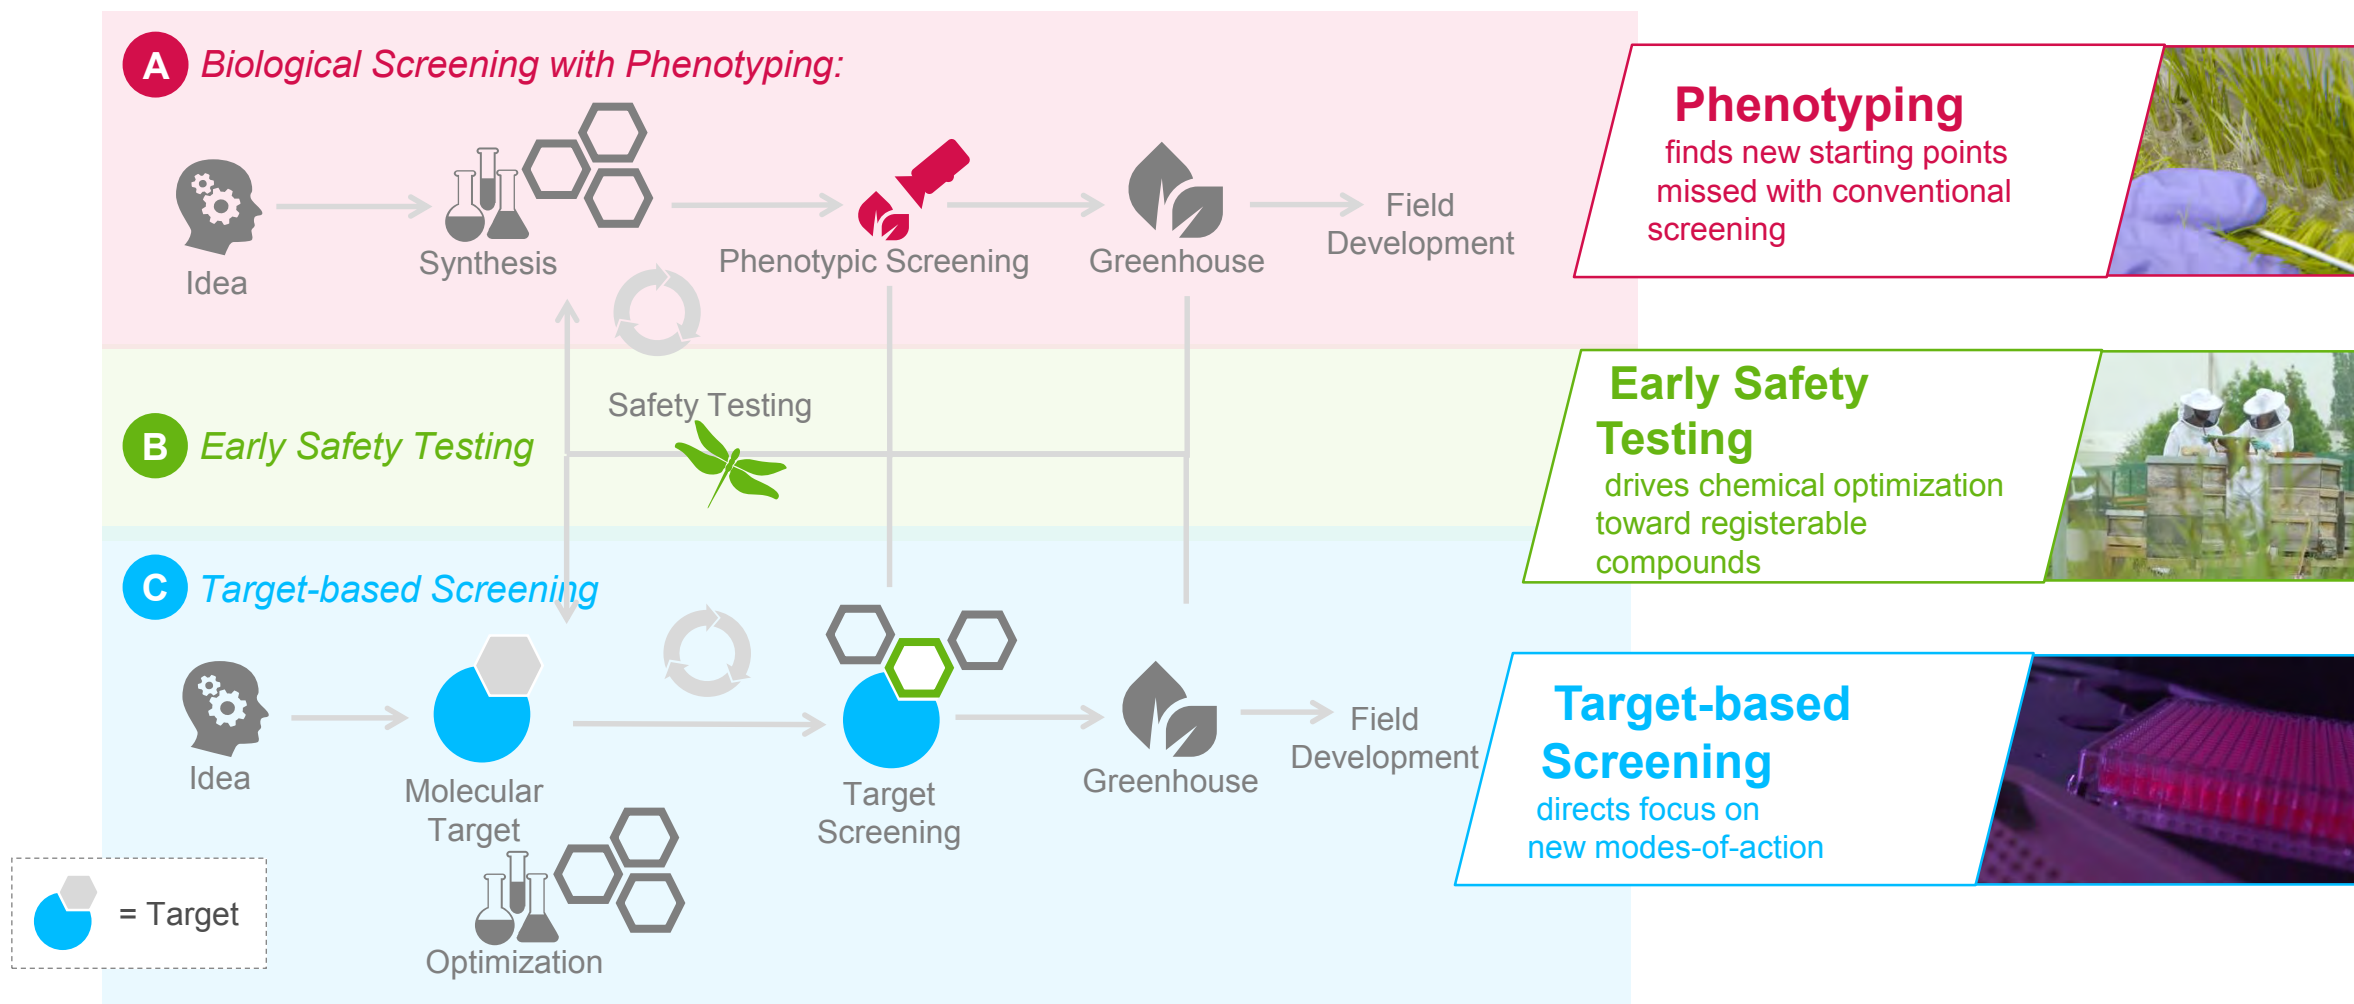 A Biological Screening with Phenotyping:
Idea
Synthesis
Phenotypic Screening
Greenhouse
Field
Development
Phenotyping
finds new starting points
missed with conventional
screening
B Early Safety Testing
Safety Testing
Early Safety
Testing
drives chemical optimization
toward registerable
compounds
C Target-based Screening
Idea
Molecular
Target
Optimization
Target
Screening
Greenhouse
Field
Development
Target-based
Screening
directs focus on
new modes-of-action
= Target